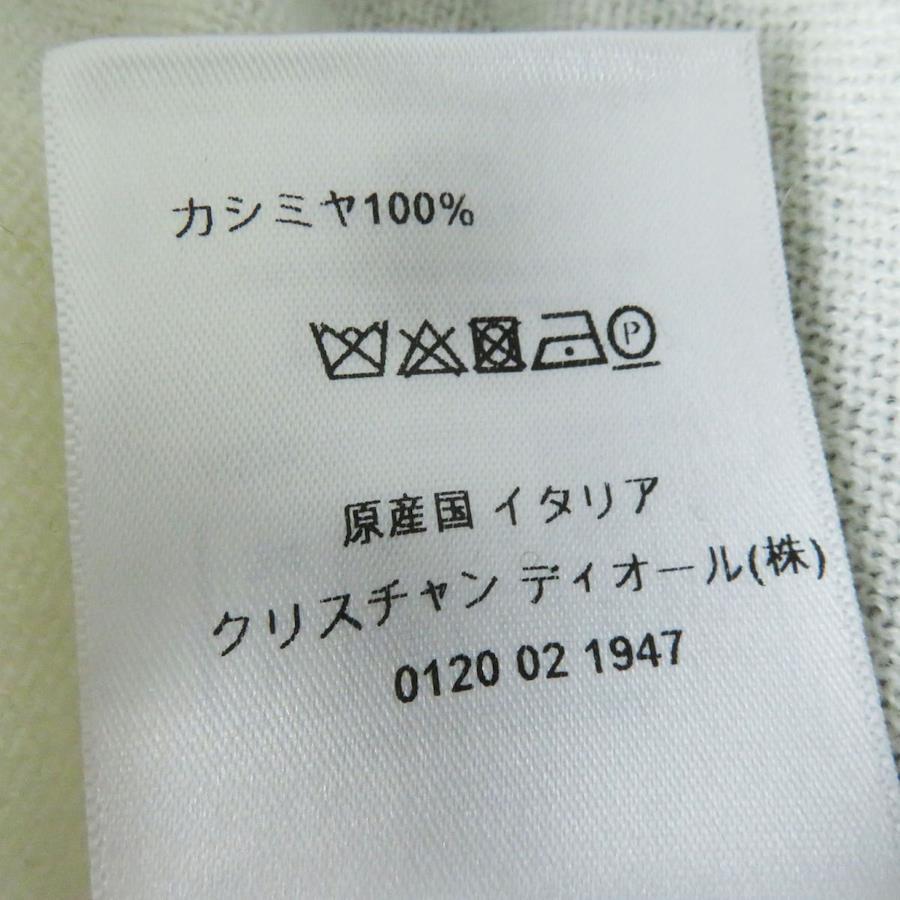 カシミヤ100%
P
原産国 イタリア
クリスチャン ディオール(株)
0120 02 1947